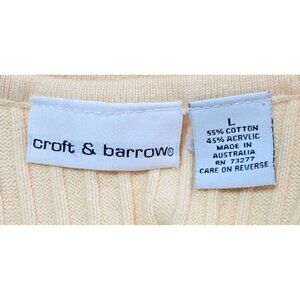 croft & barrow®
L
55% COTTON
45% ACRYLIC
MADE IN
AUSTRALIA
RN 73277
CARE ON REVERSE